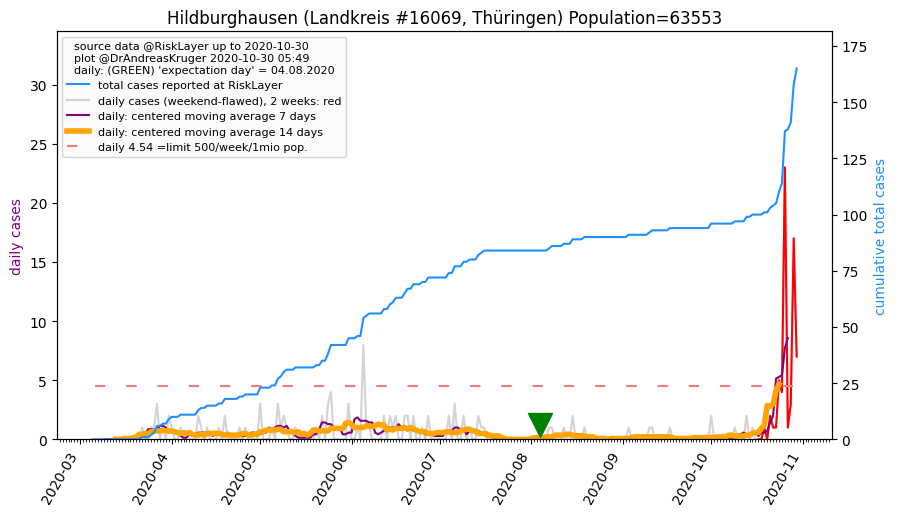 Hildburghausen (Landkreis #16069, Thüringen) Population=63553
source data @RiskLayer up to 2020-10-30
plot @DrAndreasKruger 2020-10-30 05:49
daily: (GREEN) 'expectation day' = 04.08.2020
total cases reported at RiskLayer
daily cases (weekend-flawed), 2 weeks: red
daily: centered moving average 7 days
daily: centered moving average 14 days
daily 4.54 =limit 500/week/1mio pop.
daily cases
30
25
20
15
10
5
0
175
150
125
100
75
50
25
0
cumulative total cases
2020-03
2020-04
2020-05
2020-06
2020-07
2020-08
2020-09
2020-10
2020-11